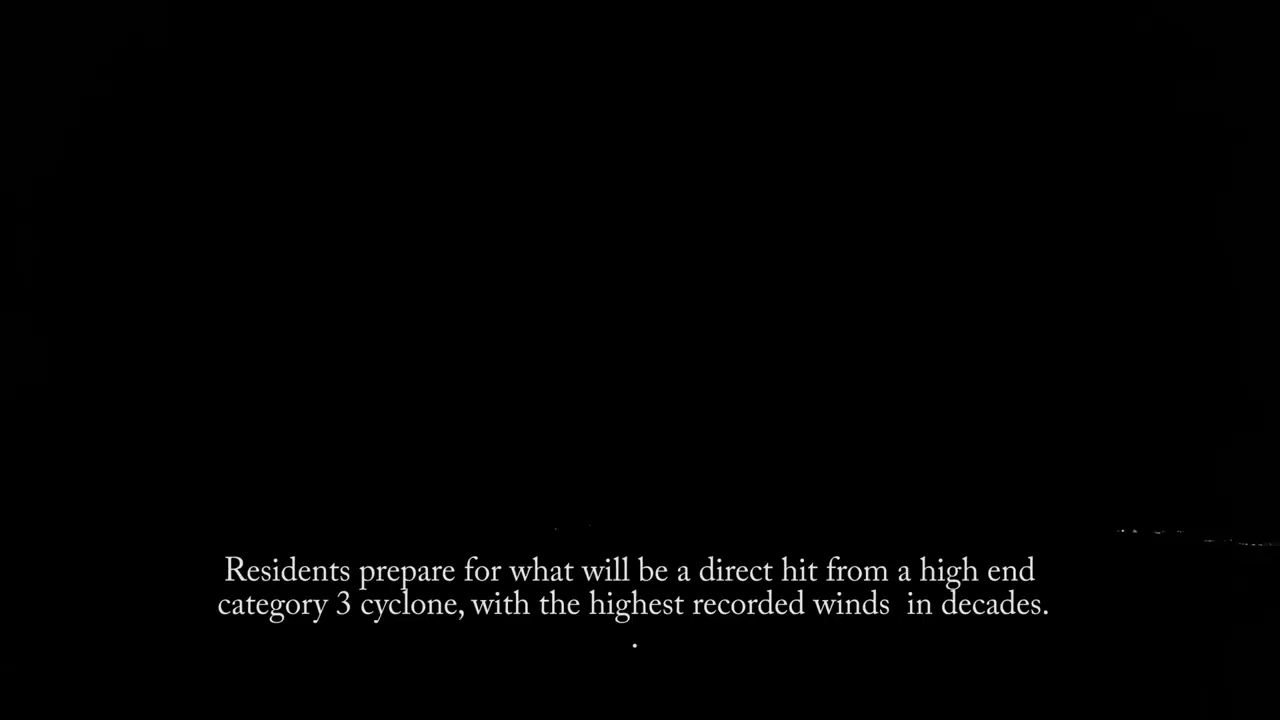 Residents prepare for what will be a direct hit from a high end
category 3 cyclone, with the highest recorded winds  in decades.
.